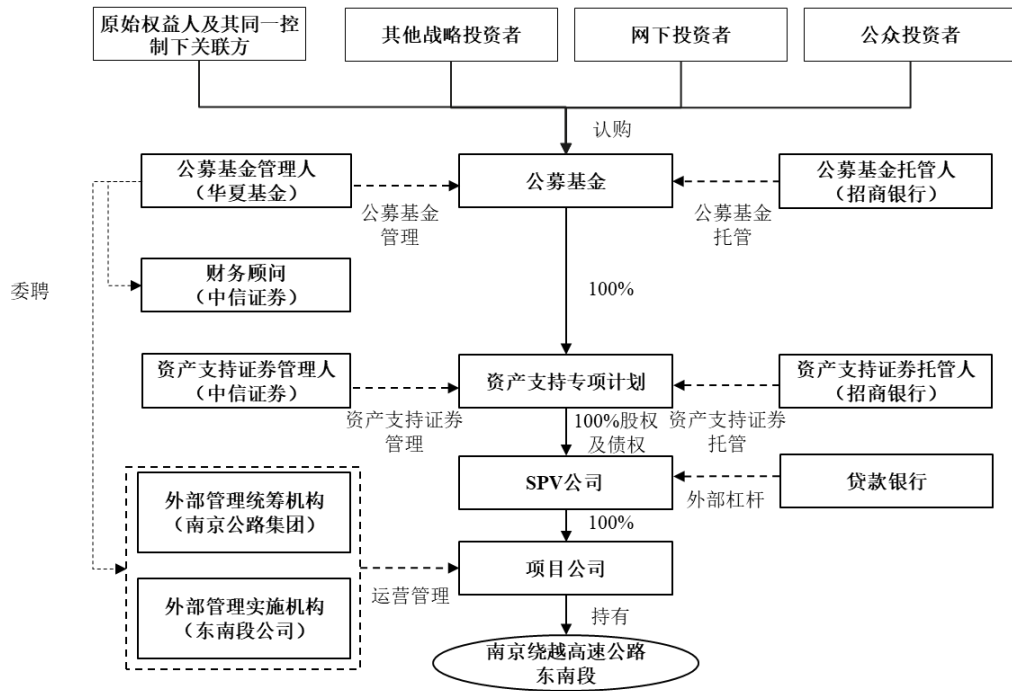 原始权益人及其同一控
制下关联方
其他战略投资者
网下投资者
公众投资者
认购
公募基金管理人
（华夏基金）
公募基金
公募基金托管人
（招商银行）
公募基金
管理
公募基金
托管
委聘
财务顾问
（中信证券）
100%
资产支持证券管理人
（中信证券）
资产支持专项计划
资产支持证券托管人
（招商银行）
资产支持证券
管理
100%股权
及债权
资产支持证券
托管
外部管理统筹机构
（南京公路集团）
SPV公司
外部杠杆
贷款银行
100%
项目公司
运营管理
外部管理实施机构
（东南段公司）
持有
南京绕越高速公路
东南段